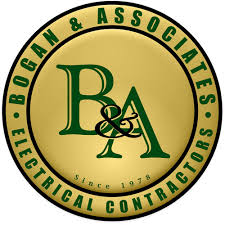 BOGAN & ASSOCIATES
B&A
Since 1978
ELECTRICAL CONTRACTORS